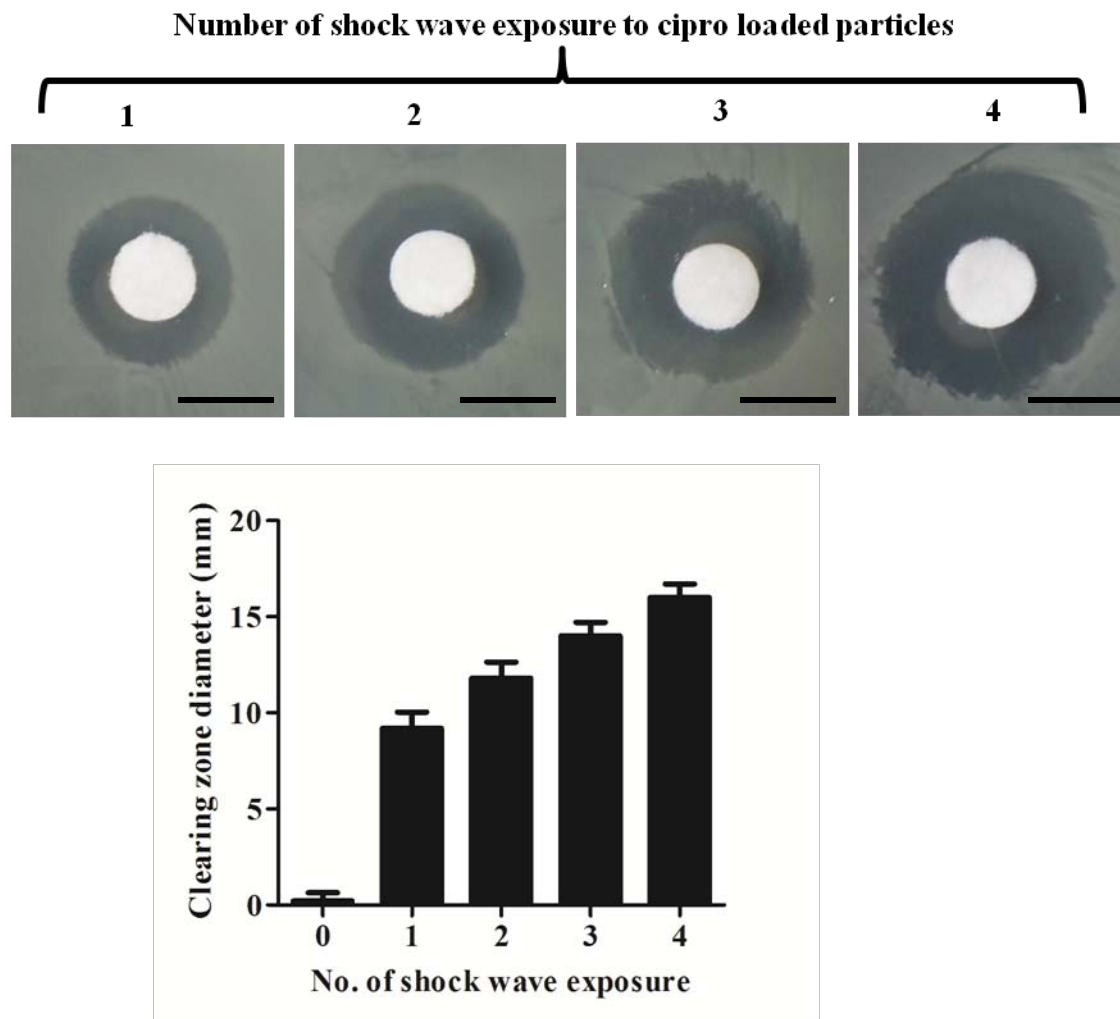 Number of shock wave exposure to cipro loaded particles
1 2 3 4
Clearing zone diameter (mm)
20
15
10
5
0
0 1 2 3 4
No. of shock wave exposure